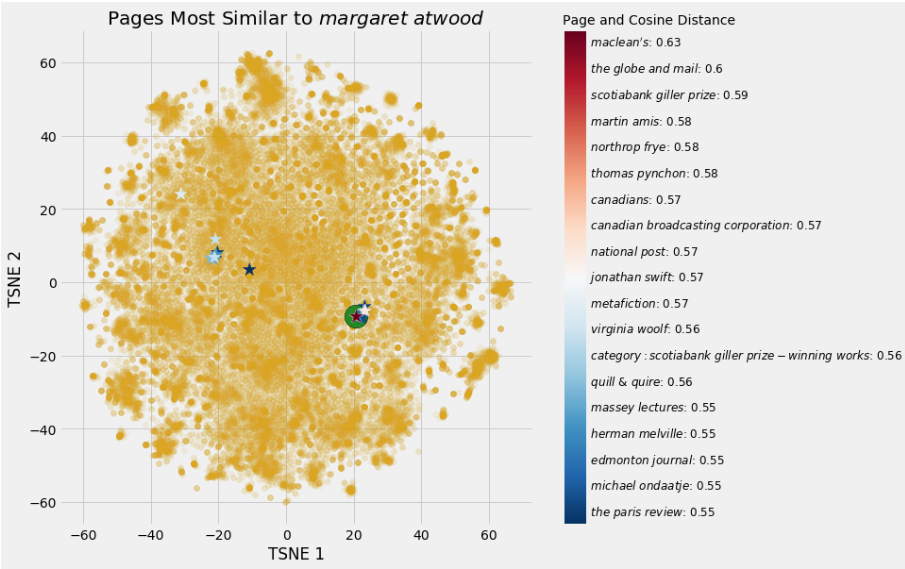 Pages Most Similar to margaret atwood
Page and Cosine Distance
60
40
20
0
−20
−40
−60
TSNE 2
−60
−40
−20
0
20
40
60
TSNE 1
maclean's: 0.63
the globe and mail: 0.6
scotiabank giller prize: 0.59
martin amis: 0.58
northrop frye: 0.58
thomas pynchon: 0.58
canadians: 0.57
canadian broadcasting corporation: 0.57
national post: 0.57
jonathan swift: 0.57
metafiction: 0.57
virginia woolf: 0.56
category: scotiabank giller prize − winning works: 0.56
quill & quire: 0.56
massey lectures: 0.55
herman melville: 0.55
edmonton journal: 0.55
michael ondaatje: 0.55
the paris review: 0.55